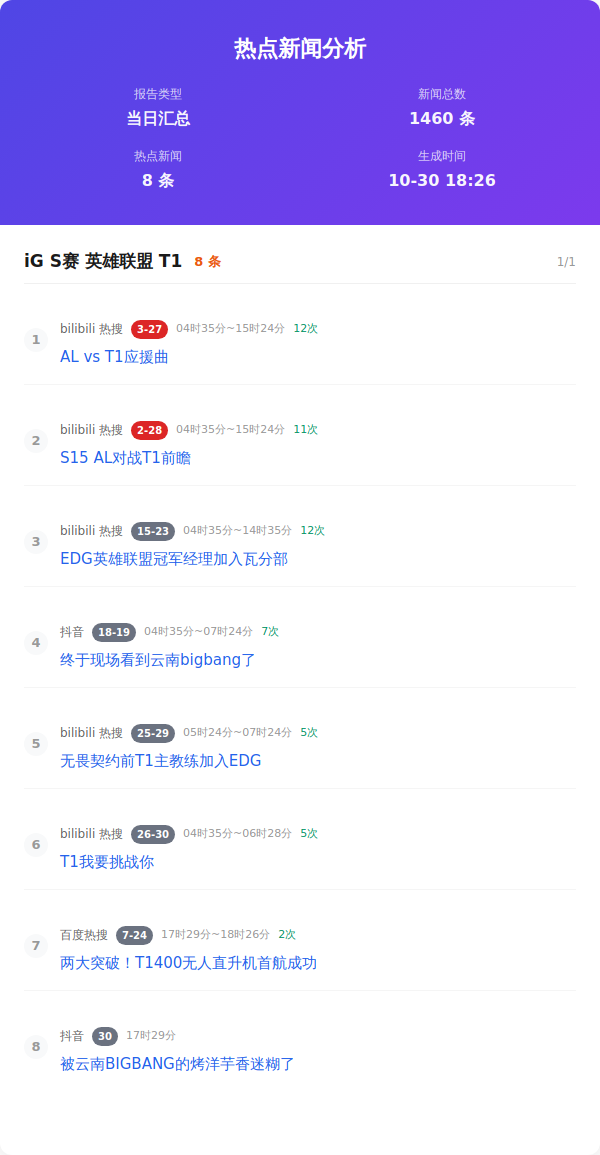 热点新闻分析
报告类型 新闻总数
当日汇总 1460 条
热点新闻 生成时间
8 条 10-30 18:26
iG S赛 英雄联盟 T1 8 条 1/1
1 bilibili 热搜 3-27 04时35分~15时24分 12次
AL vs T1应援曲
2 bilibili 热搜 2-28 04时35分~15时24分 11次
S15 AL对战T1前瞻
3 bilibili 热搜 15-23 04时35分~14时35分 12次
EDG英雄联盟冠军经理加入瓦分部
4 抖音 18-19 04时35分~07时24分 7次
终于现场看到云南bigbang了
5 bilibili 热搜 25-29 05时24分~07时24分 5次
无畏契约前T1主教练加入EDG
6 bilibili 热搜 26-30 04时35分~06时28分 5次
T1我要挑战你
7 百度热搜 7-24 17时29分~18时26分 2次
两大突破！T1400无人直升机首航成功
8 抖音 30 17时29分
被云南BIGBANG的烤洋芋香迷糊了